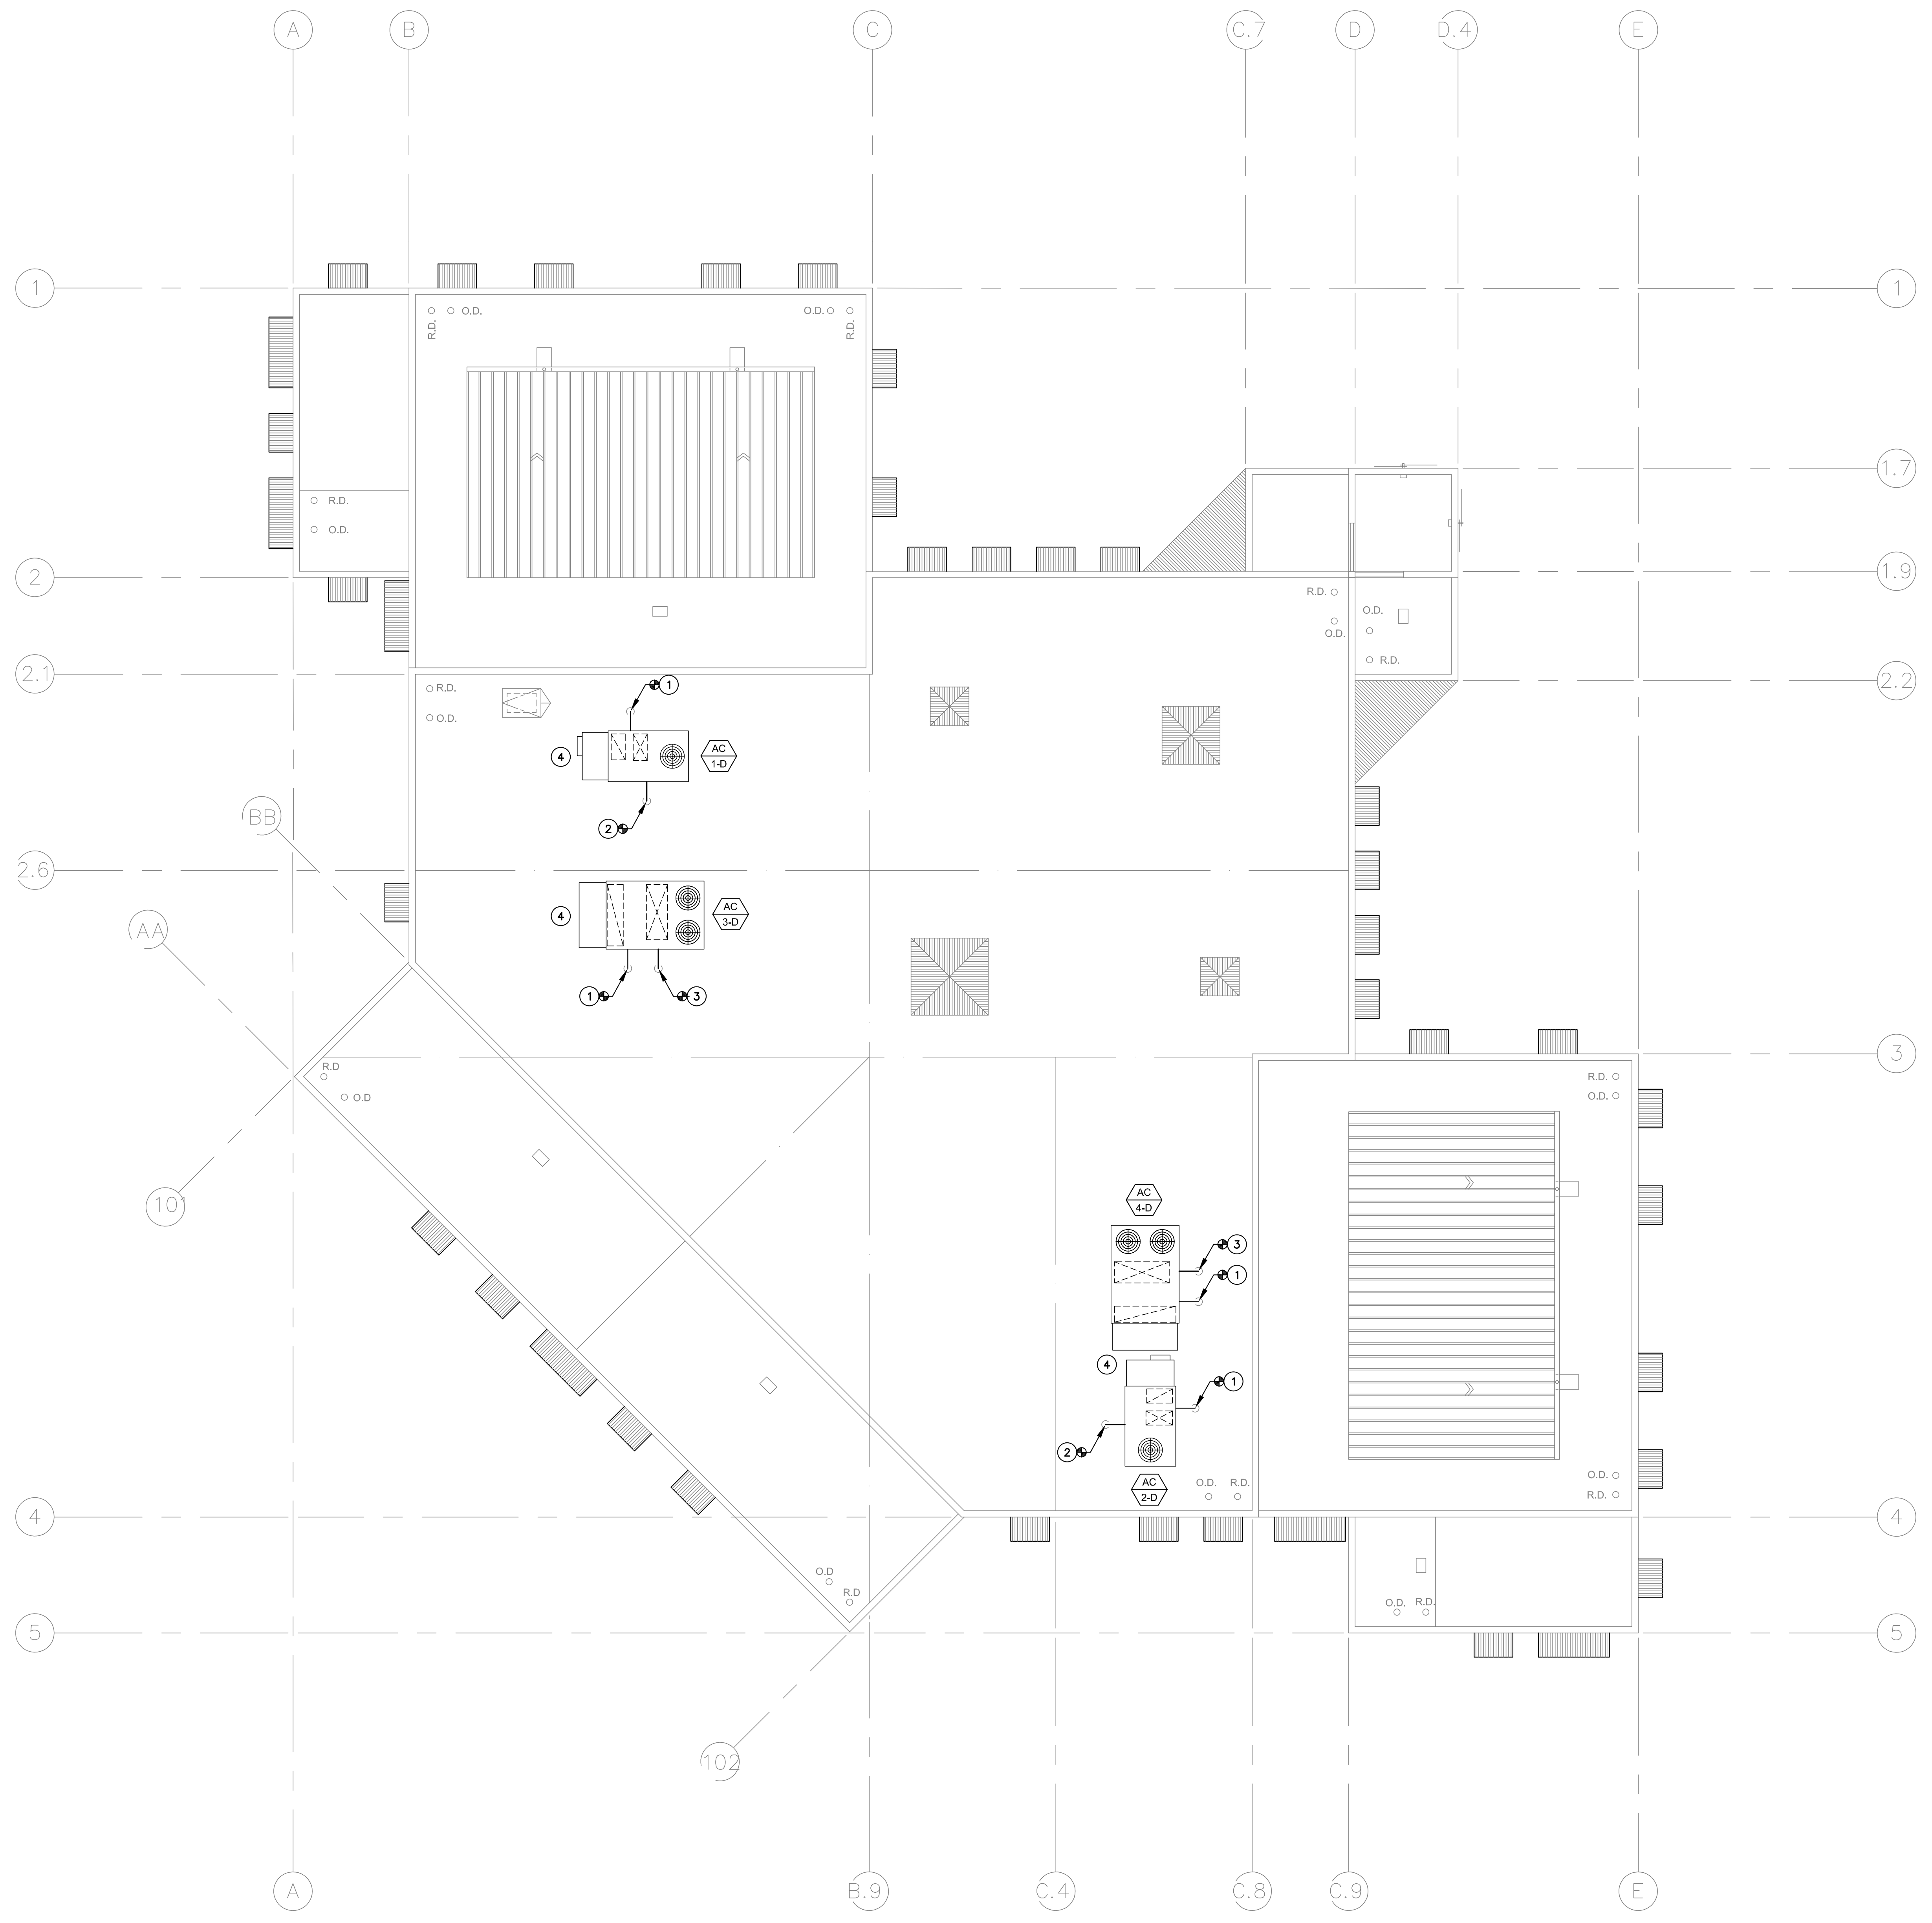 A
B
C
C.7
D
D.4
E
1
1
O.D.
O.D.
R.D.
R.D.
1.7
R.D.
O.D.
2
1.9
R.D.
O.D.
O.D.
R.D.
2.1
2.2
R.D.
O.D.
1
4
AC
1-D
2
BB
2.6
4
AC
3-D
AA
1
3
3
R.D
O.D
R.D.
O.D.
101
AC
4-D
3
1
4
1
2
AC
2-D
O.D.
R.D.
O.D.
R.D.
4
4
O.D
R.D
O.D.
R.D.
5
5
102
A
B.9
C.4
C.8
C.9
E